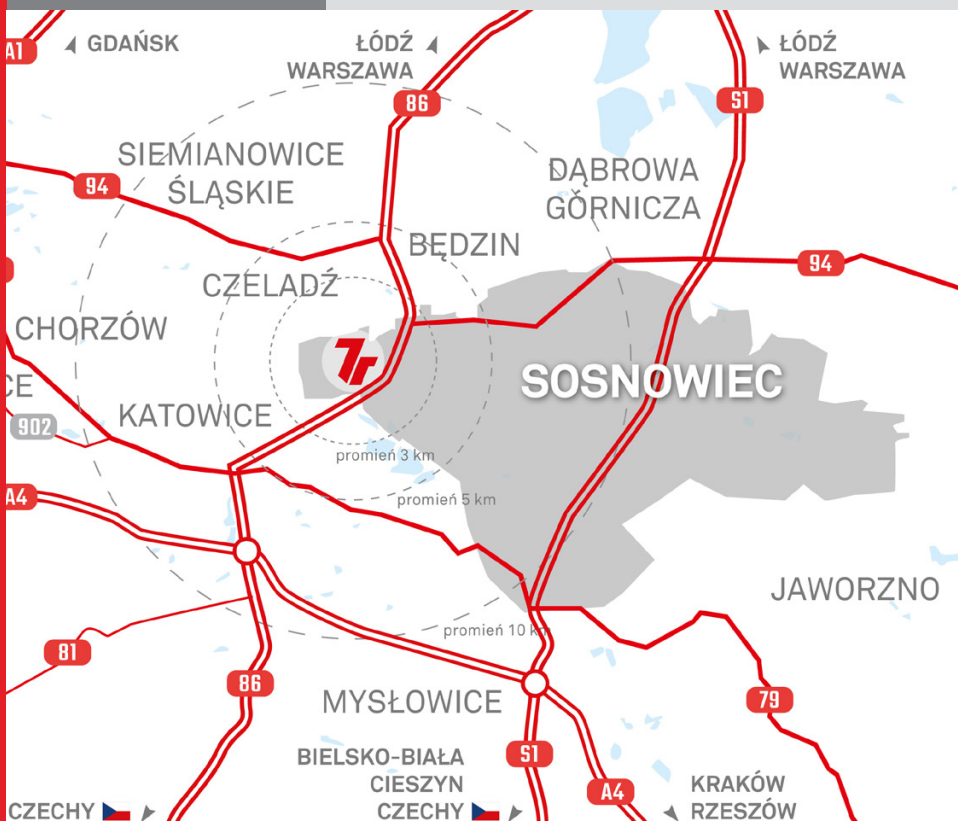 A1
GDAŃSK
ŁÓDŹ
WARSZAWA
ŁÓDŹ
WARSZAWA
86
S1
SIEMIANOWICE
ŚLĄSKIE
94
DĄBROWA
GÓRNICZA
BĘDZIN
94
CZELADŹ
CHORZÓW
7r
SOSNOWIEC
CE
KATOWICE
902
promień 3 km
A4
promień 5 km
JAWORZNO
promień 10 km
81
86
79
MYSŁOWICE
S1
BIELSKO-BIAŁA
CIESZYN
CZECHY
A4
KRAKÓW
RZESZÓW
CZECHY